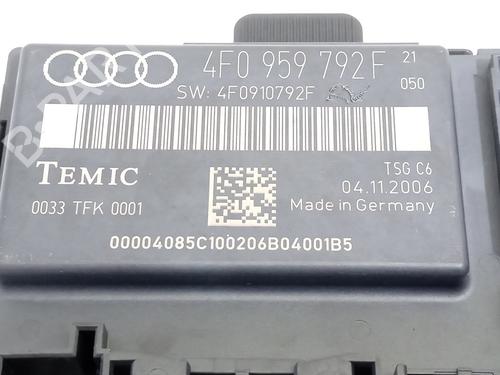 4F0 959 792F 21
SW: 4F0910792F 050
TEMIC
TSG C6
04.11.2006
0033 TFK 0001
Made in Germany
00004085C100206B04001B5